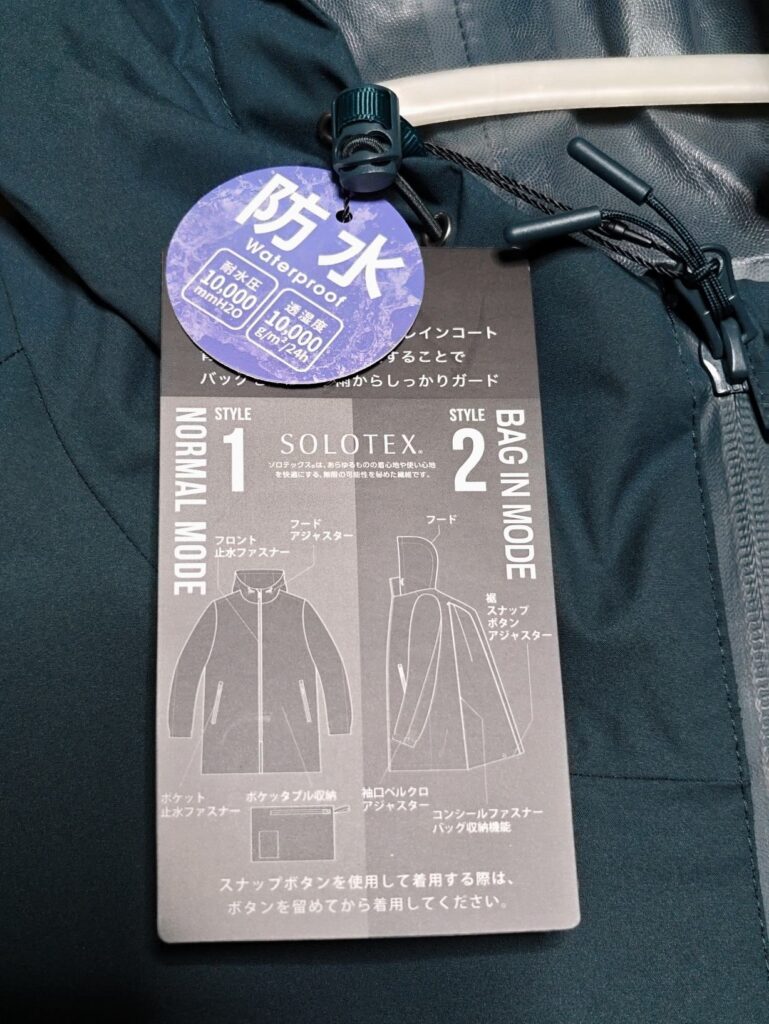 防水
Waterproof
耐水圧
10,000
mmH2O
透湿度
10,000
g/m²/24h
レインコート
することで
バッグ
雨からしっかりガード
STYLE
1
NORMAL MODE
SOLOTEX®
ソロテックス®は、あらゆるものの着心地や使い心地
を快適にする、無限の可能性を秘めた繊維です。
STYLE
2
BAG IN MODE
フロント
止水ファスナー
フード
アジャスター
フード
裾
スナップ
ボタン
アジャスター
ポケット
止水ファスナー
ポケッタブル収納
袖口ベルクロ
アジャスター
コンシールファスナー
バッグ収納機能
スナップボタンを使用して着用する際は、
ボタンを留めてから着用してください。